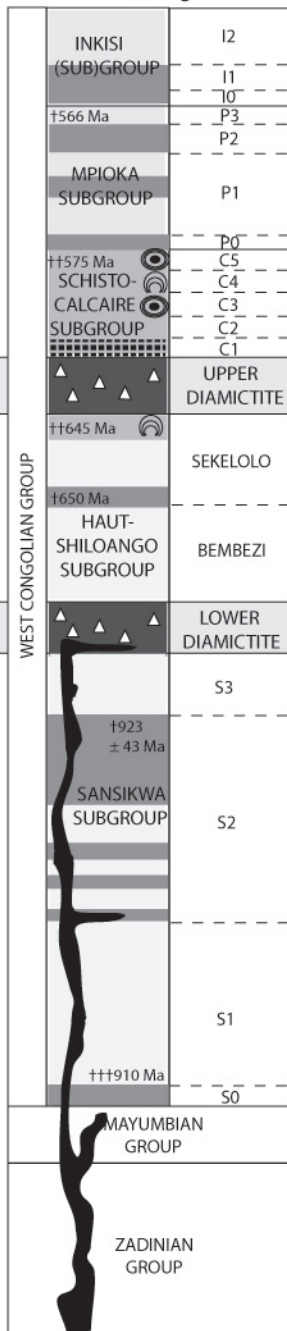 INKISI
(SUB)GROUP
I2
I1
I0
†566 Ma
P3
P2
MPIOKA
SUBGROUP
P1
P0
††575 Ma
C5
SCHISTO-
C4
CALCAIRE
C3
SUBGROUP
C2
C1
UPPER
DIAMICTITE
††645 Ma
SEKELOLO
†650 Ma
HAUT-
SHILOANGO
SUBGROUP
BEMBEZI
WEST CONGOLIAN GROUP
LOWER
DIAMICTITE
S3
†923
± 43 Ma
SANSIKWA
SUBGROUP
S2
S1
†††910 Ma
S0
MAYUMBIAN
GROUP
ZADINIAN
GROUP